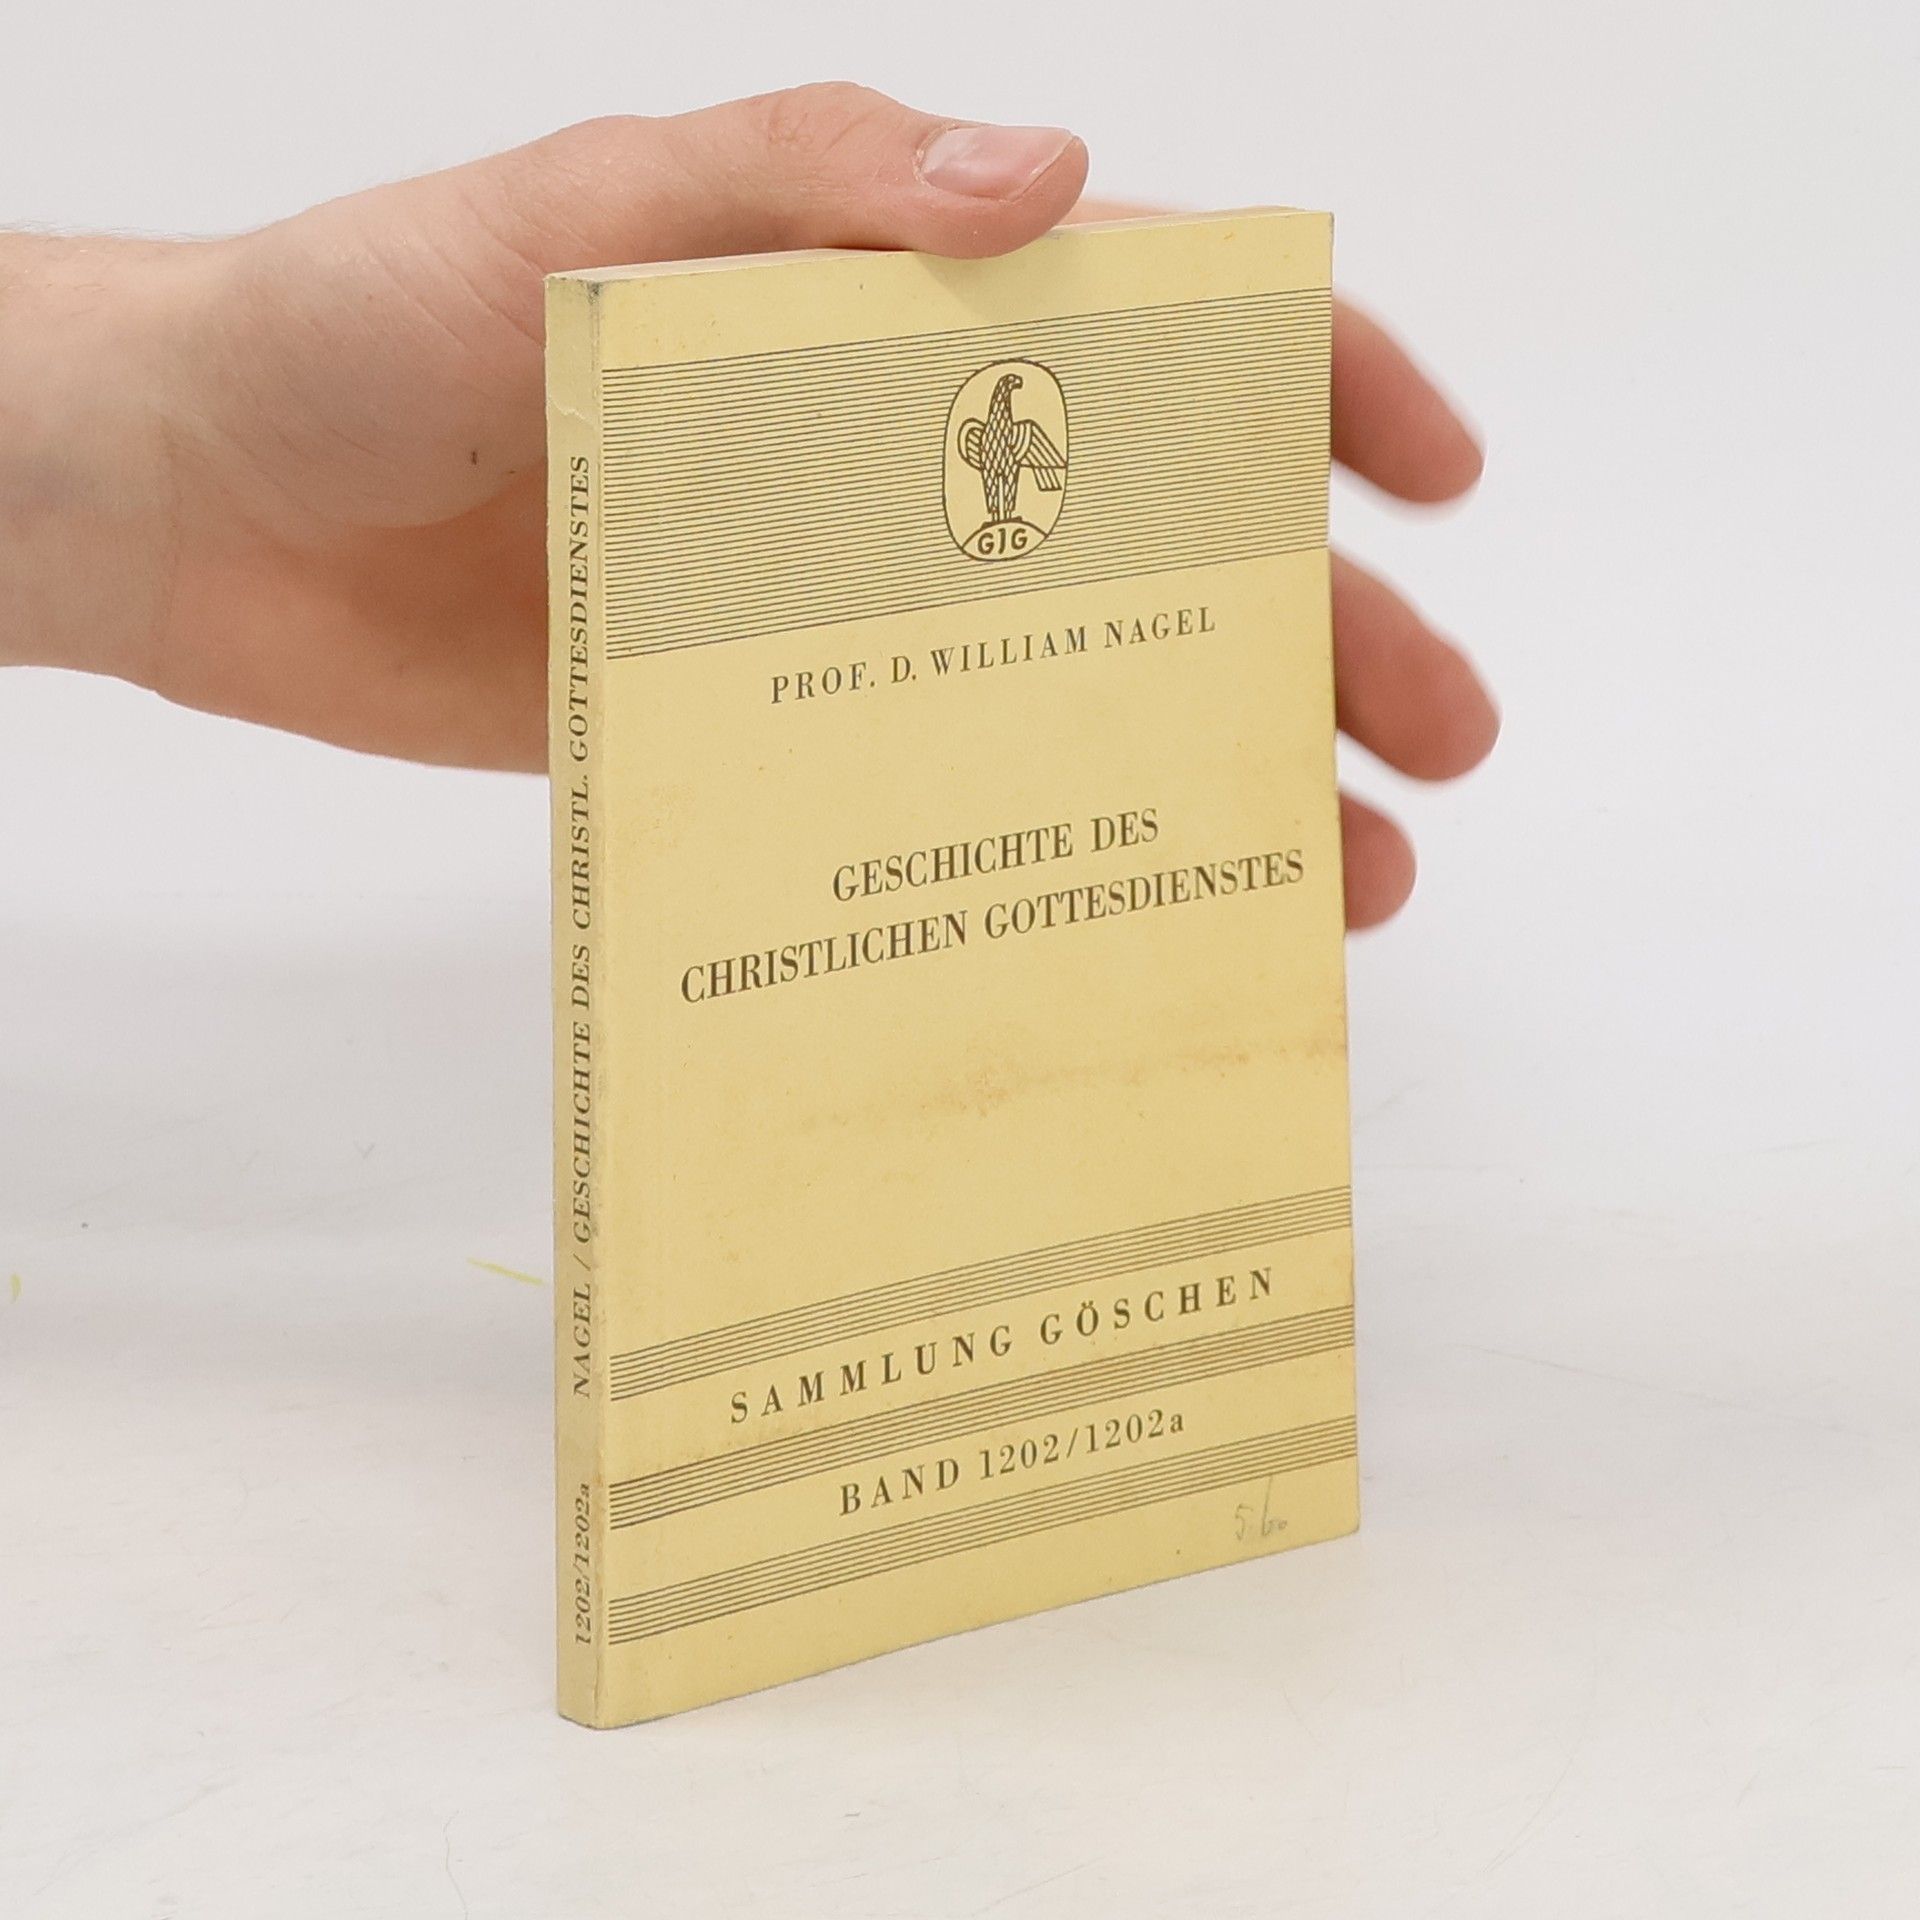 GJG
PROF. D. WILLIAM NAGEL
GESCHICHTE DES
CHRISTLICHEN GOTTESDIENSTES
SAMMLUNG GÖSCHEN
BAND 1202/1202a
NAGEL / GESCHICHTE DES CHRISTL. GOTTESDIENSTES
1202/1202a